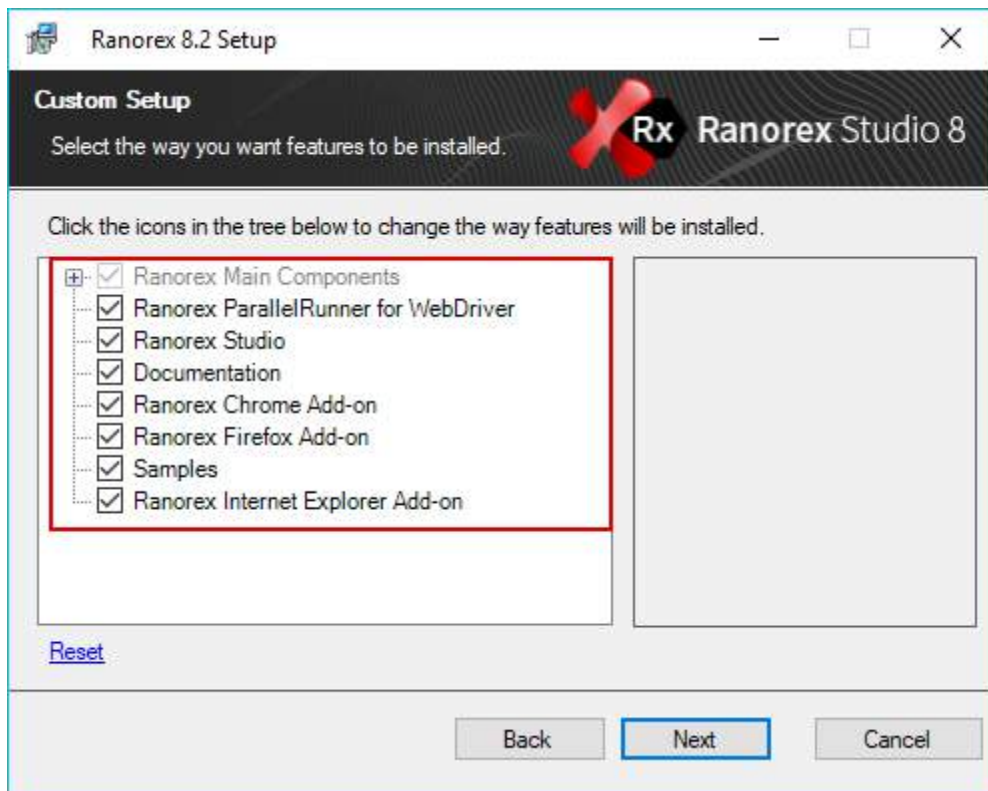 Ranorex 8.2 Setup
Custom Setup
Select the way you want features to be installed.
Rx Ranorex Studio 8
Click the icons in the tree below to change the way features will be installed.
Ranorex Main Components
Ranorex ParallelRunner for WebDriver
Ranorex Studio
Documentation
Ranorex Chrome Add-on
Ranorex Firefox Add-on
Samples
Ranorex Internet Explorer Add-on
Reset
Back Next Cancel